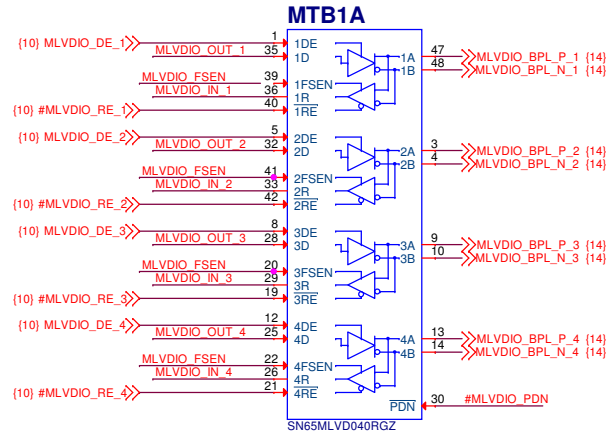 MTB1A
{10} MLVDIO_DE_1 1 1DE
MLVDIO_OUT_1 35 1D 1A 47 MLVDIO_BPL_P_1 {14}
1B 48 MLVDIO_BPL_N_1 {14}
MLVDIO_FSEN 39 1FSEN
MLVDIO_IN_1 36 1R
{10} #MLVDIO_RE_1 40 1RE
{10} MLVDIO_DE_2 5 2DE
MLVDIO_OUT_2 32 2D 2A 3 MLVDIO_BPL_P_2 {14}
2B 4 MLVDIO_BPL_N_2 {14}
MLVDIO_FSEN 41 2FSEN
MLVDIO_IN_2 33 2R
{10} #MLVDIO_RE_2 42 2RE
{10} MLVDIO_DE_3 8 3DE
MLVDIO_OUT_3 28 3D 3A 9 MLVDIO_BPL_P_3 {14}
3B 10 MLVDIO_BPL_N_3 {14}
MLVDIO_FSEN 20 3FSEN
MLVDIO_IN_3 29 3R
{10} #MLVDIO_RE_3 19 3RE
{10} MLVDIO_DE_4 12 4DE
MLVDIO_OUT_4 25 4D 4A 13 MLVDIO_BPL_P_4 {14}
4B 14 MLVDIO_BPL_N_4 {14}
MLVDIO_FSEN 22 4FSEN
MLVDIO_IN_4 26 4R
{10} #MLVDIO_RE_4 21 4RE
PDN 30 #MLVDIO_PDN
SN65MLVD040RGZ